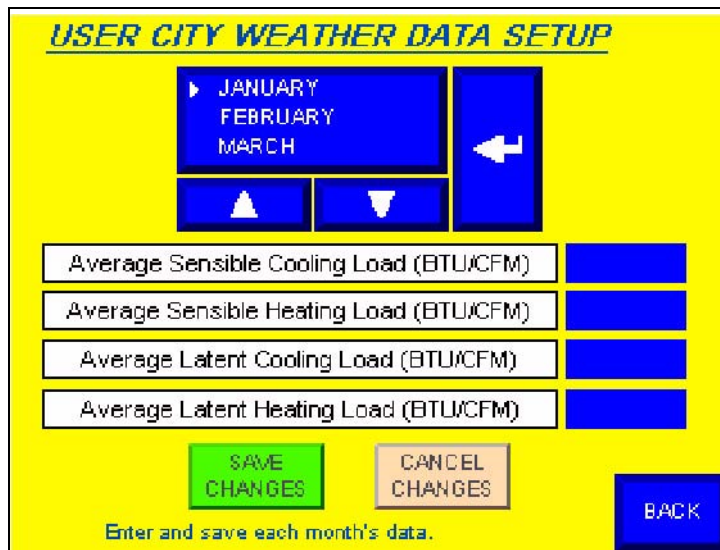 USER CITY WEATHER DATA SETUP
JANUARY
FEBRUARY
MARCH
Average Sensible Cooling Load (BTU/CFM)
Average Sensible Heating Load (BTU/CFM)
Average Latent Cooling Load (BTU/CFM)
Average Latent Heating Load (BTU/CFM)
SAVE
CHANGES
CANCEL
CHANGES
BACK
Enter and save each month's data.